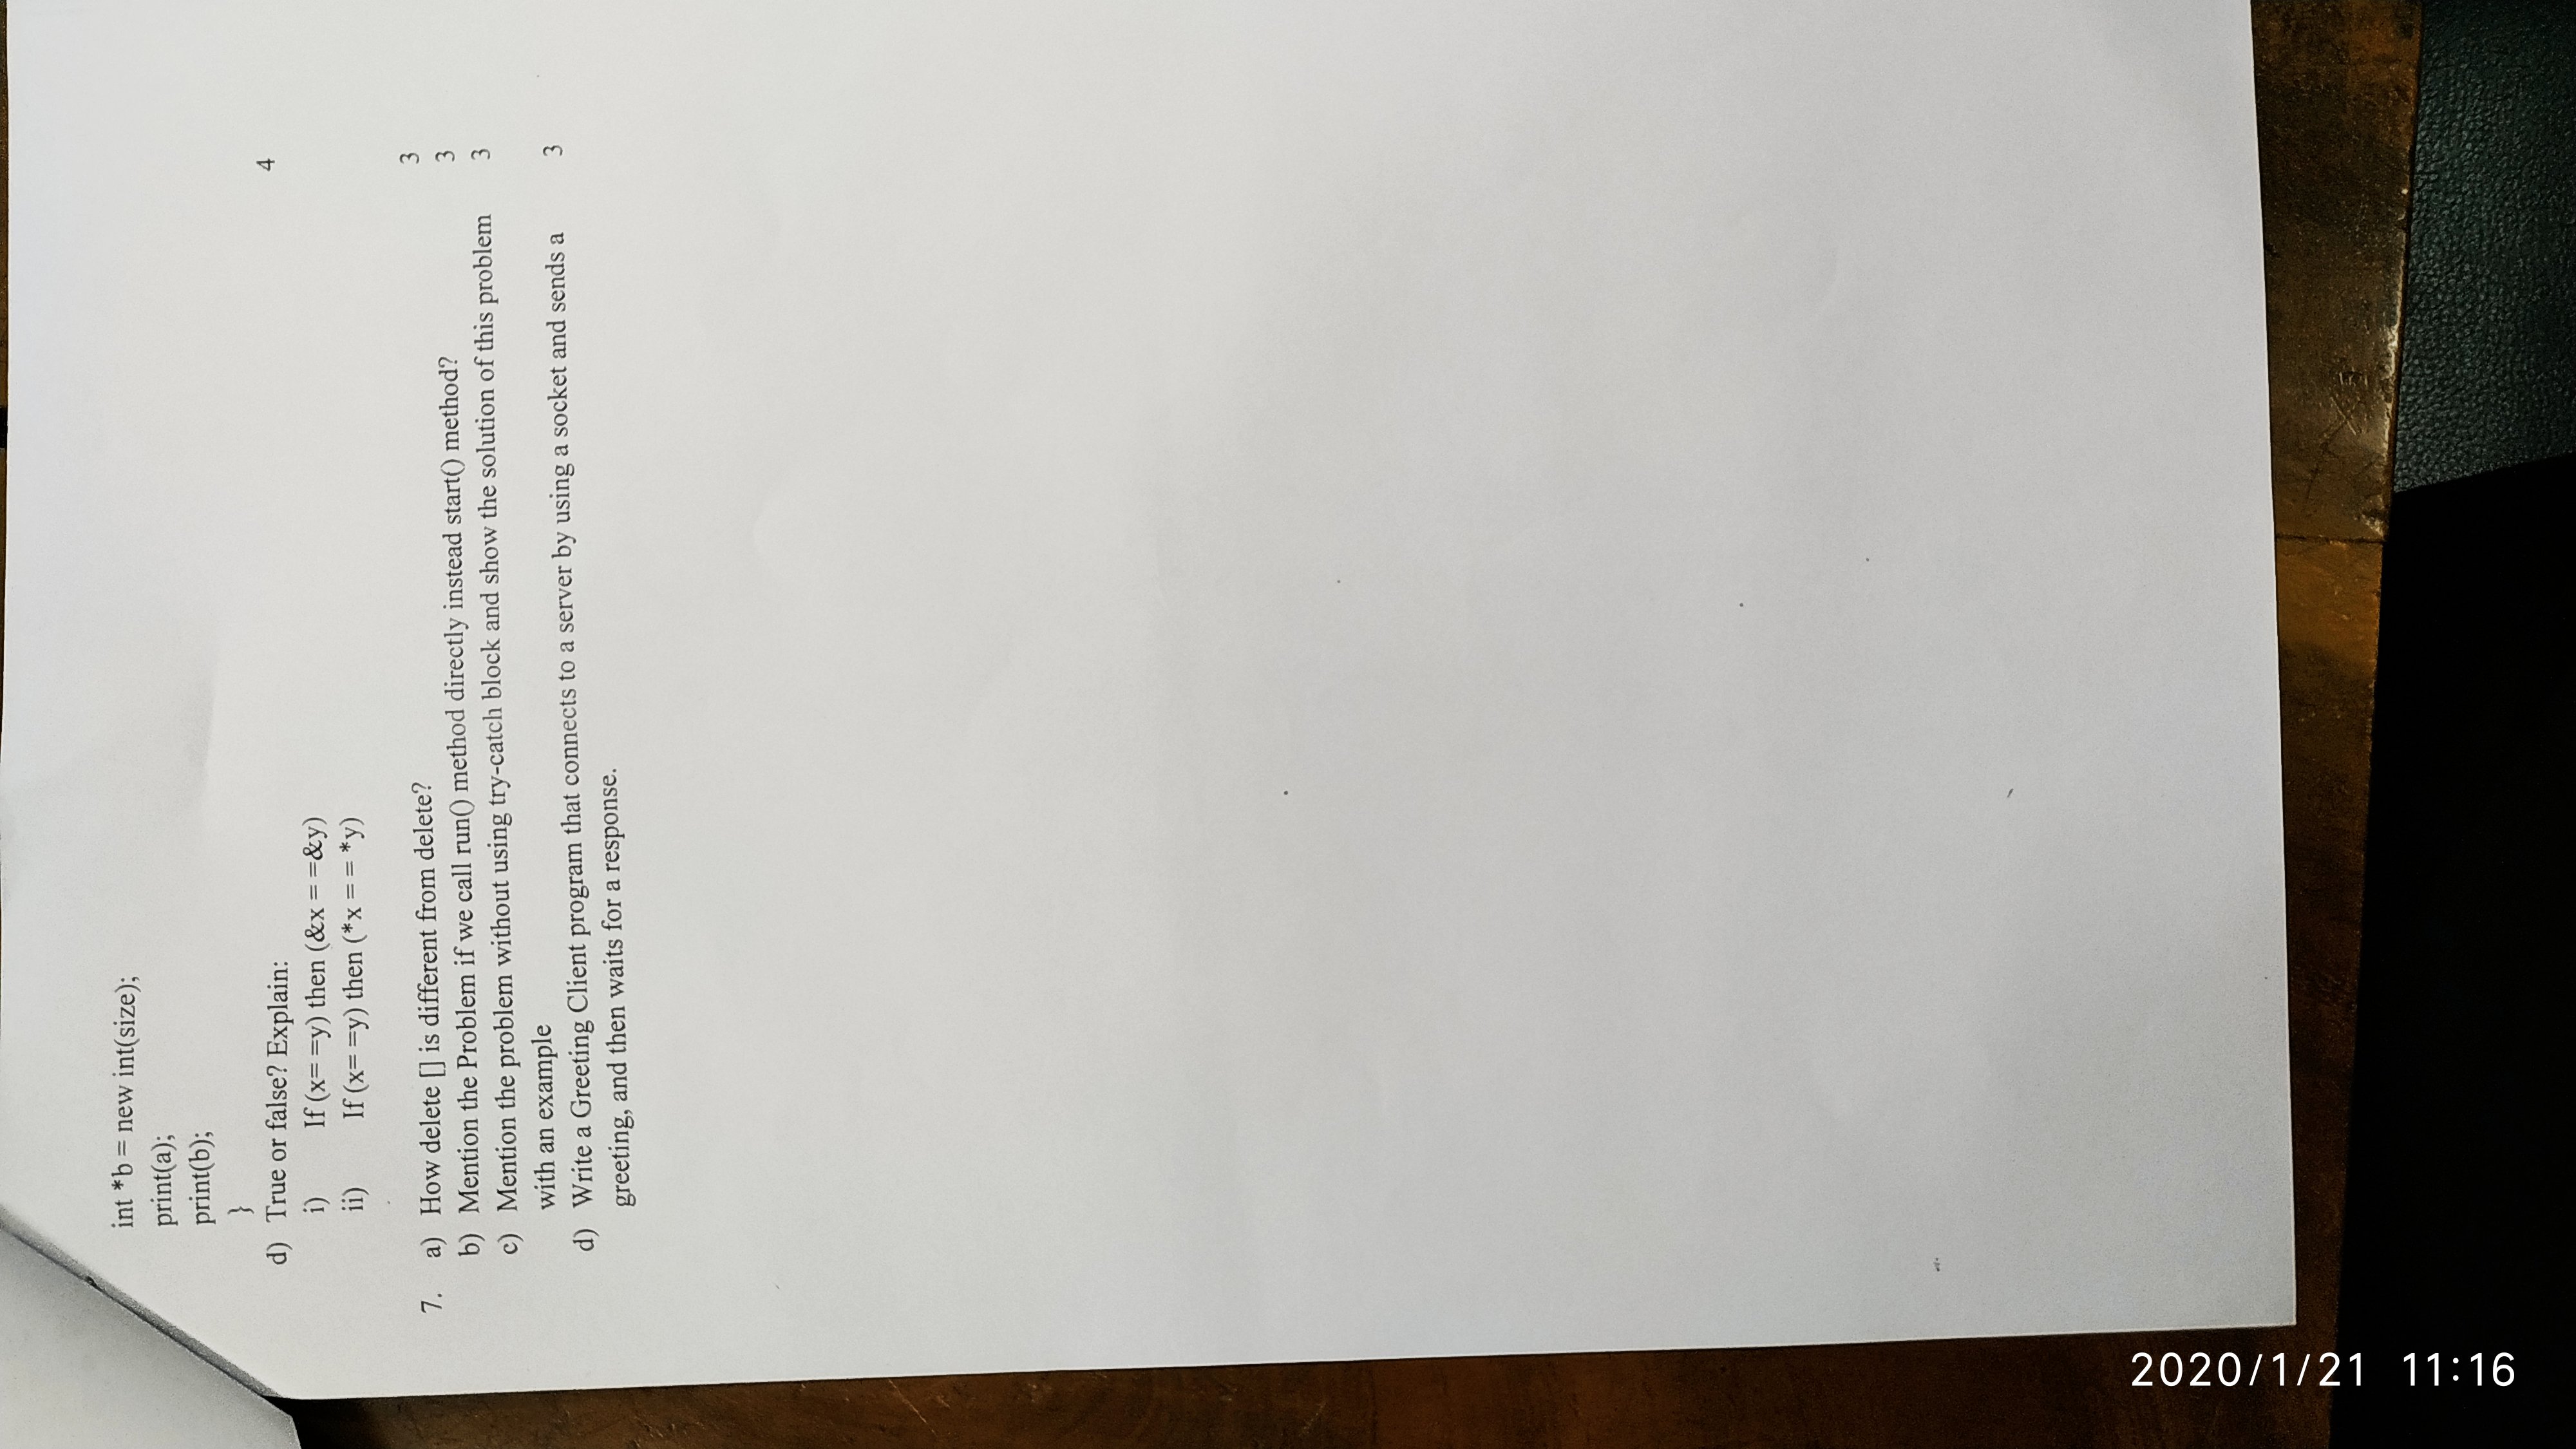 int *b = new int(size);
print(a);
print(b);
}
d) True or false? Explain: 4
i) If (x= =y) then (&x = =&y)
ii) If (x= =y) then (*x = = *y)
7. a) How delete [] is different from delete? 3
b) Mention the Problem if we call run() method directly instead start() method? 3
c) Mention the problem without using try-catch block and show the solution of this problem 3
with an example
d) Write a Greeting Client program that connects to a server by using a socket and sends a 3
greeting, and then waits for a response.
2020/1/21 11:16